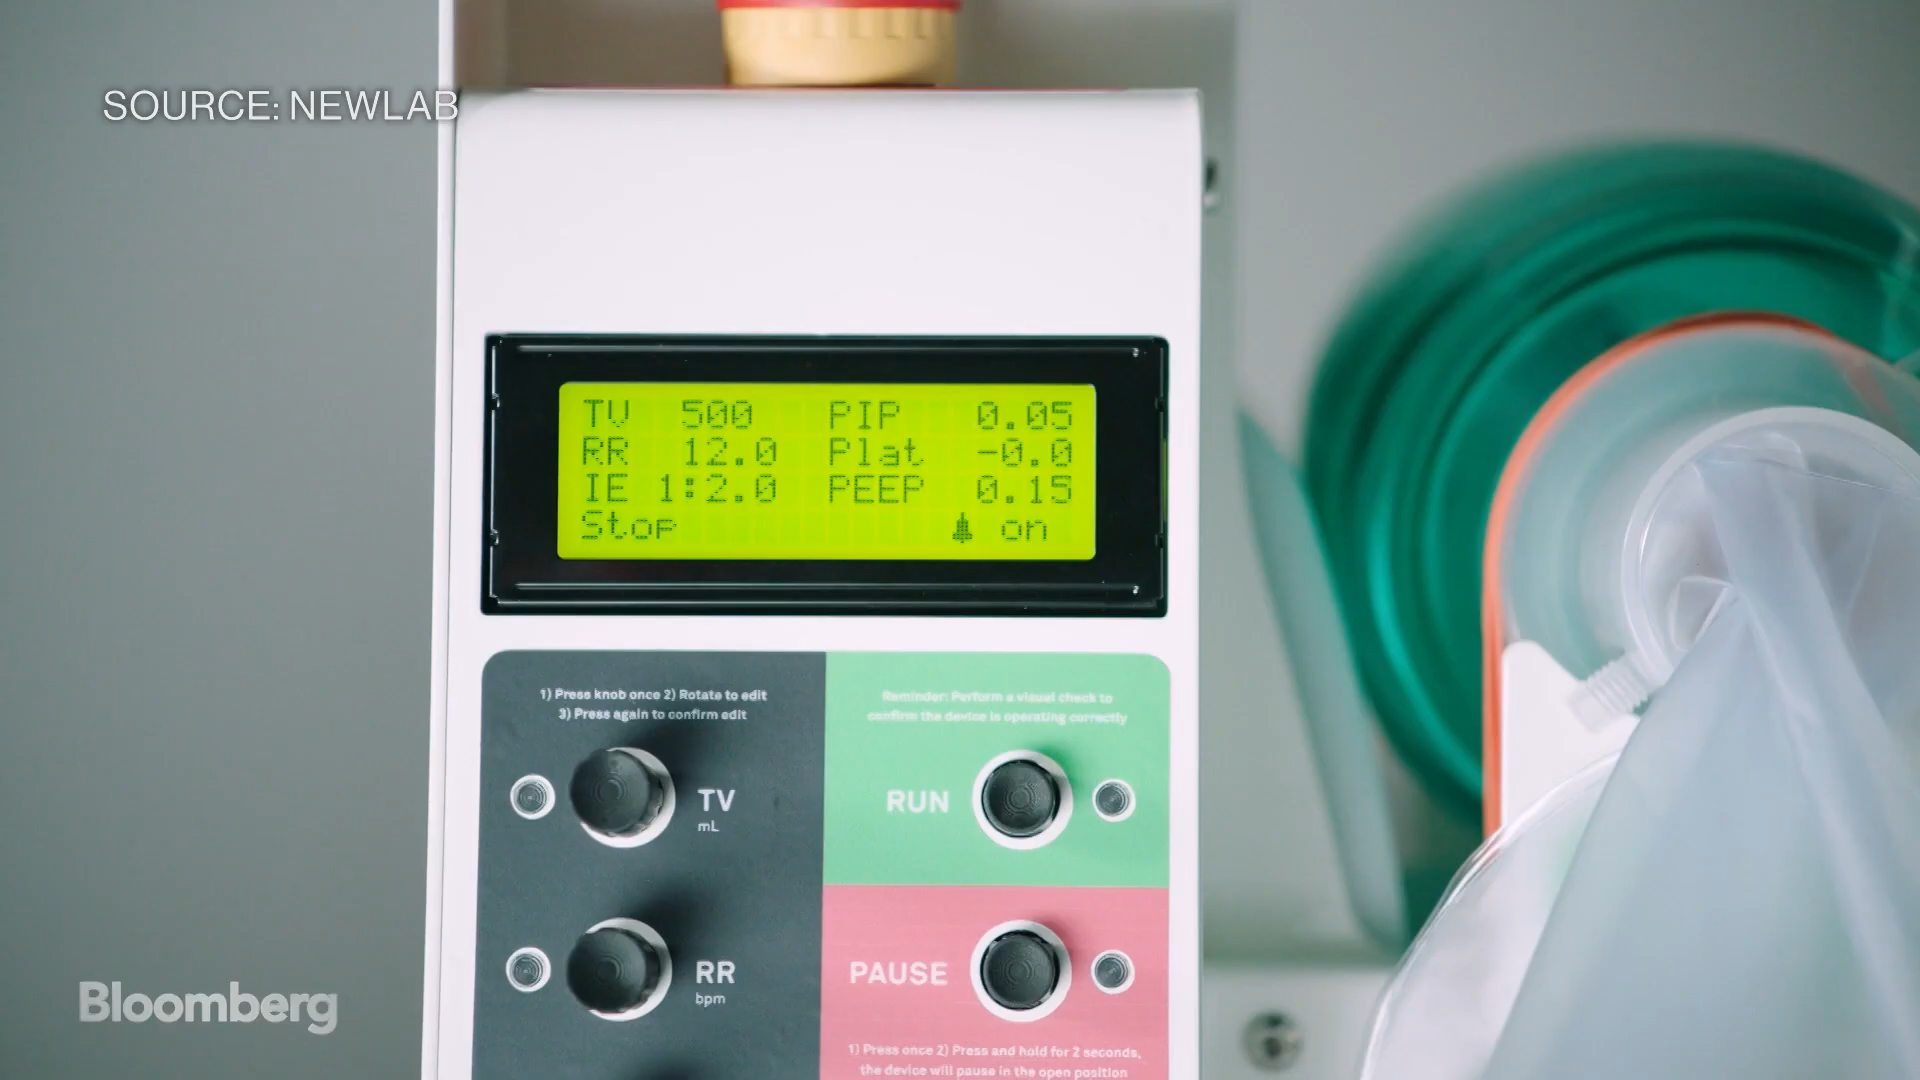 SOURCE: NEWLAB
TV 500 PIP 0.05
RR 12.0 Plat -0.0
IE 1:2.0 PEEP 0.15
Stop on
1) Press knob once 2) Rotate to edit
3) Press again to confirm edit
Reminder: Perform a visual check to
confirm the device is operating correctly
TV
mL
RUN
RR
bpm
PAUSE
1) Press once 2) Press and hold for 2 seconds,
the device will pause in the open position
Bloomberg